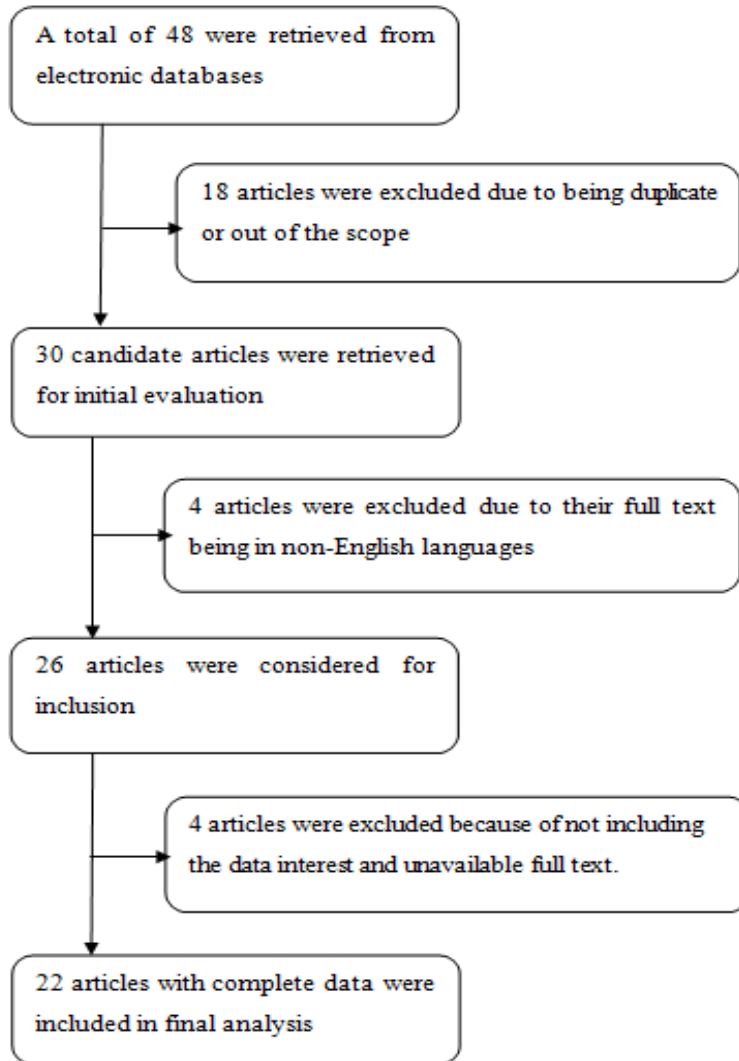 A total of 48 were retrieved from
electronic databases
18 articles were excluded due to being duplicate
or out of the scope
30 candidate articles were retrieved
for initial evaluation
4 articles were excluded due to their full text
being in non-English languages
26 articles were considered for
inclusion
4 articles were excluded because of not including
the data interest and unavailable full text.
22 articles with complete data were
included in final analysis